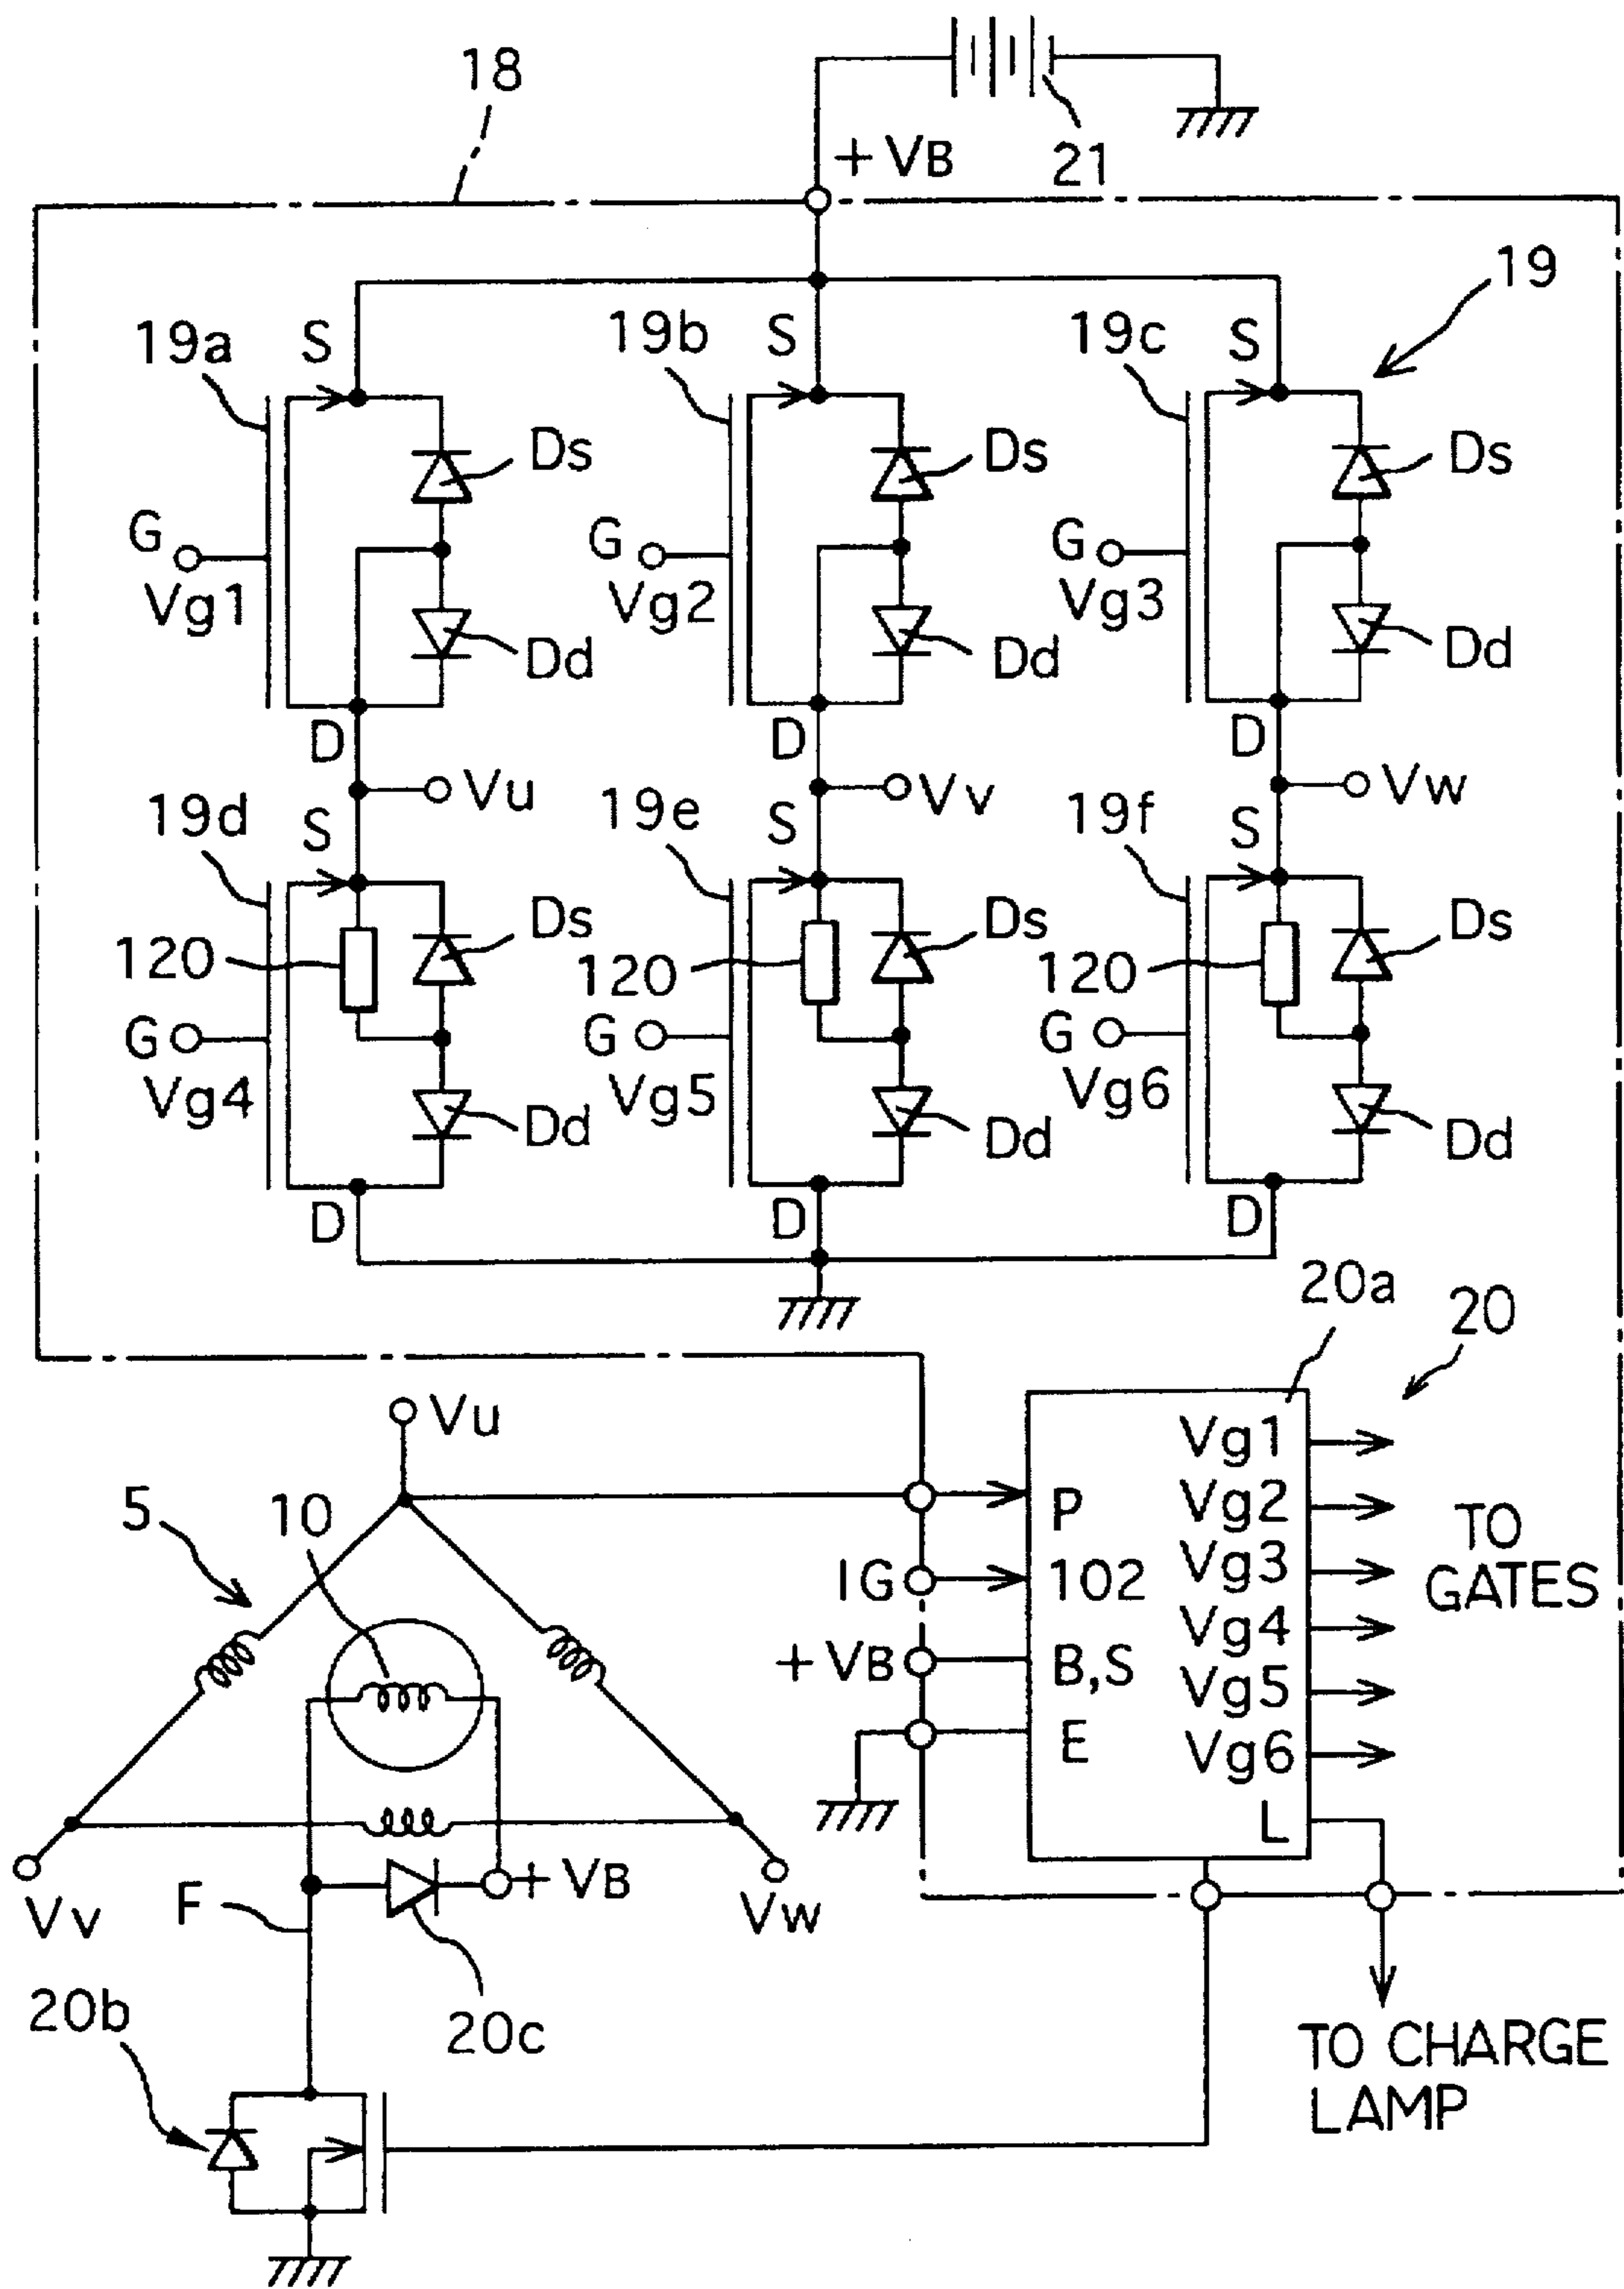 18
21
+ VB
19
19a
S
19b
S
19c
S
Ds
Ds
Ds
G
Vg1
G
Vg2
G
Vg3
Dd
Dd
Dd
D
D
D
Vu
Vv
Vw
19d
S
19e
S
19f
S
Ds
Ds
Ds
120
120
120
G
Vg4
G
Vg5
G
Vg6
Dd
Dd
Dd
D
D
D
20a
20
Vu
5
10
P
IG
102
+ VB
B,S
E
Vg1
Vg2
Vg3
Vg4
Vg5
Vg6
L
TO
GATES
Vv
F
+ VB
Vw
20b
20c
TO CHARGE
LAMP